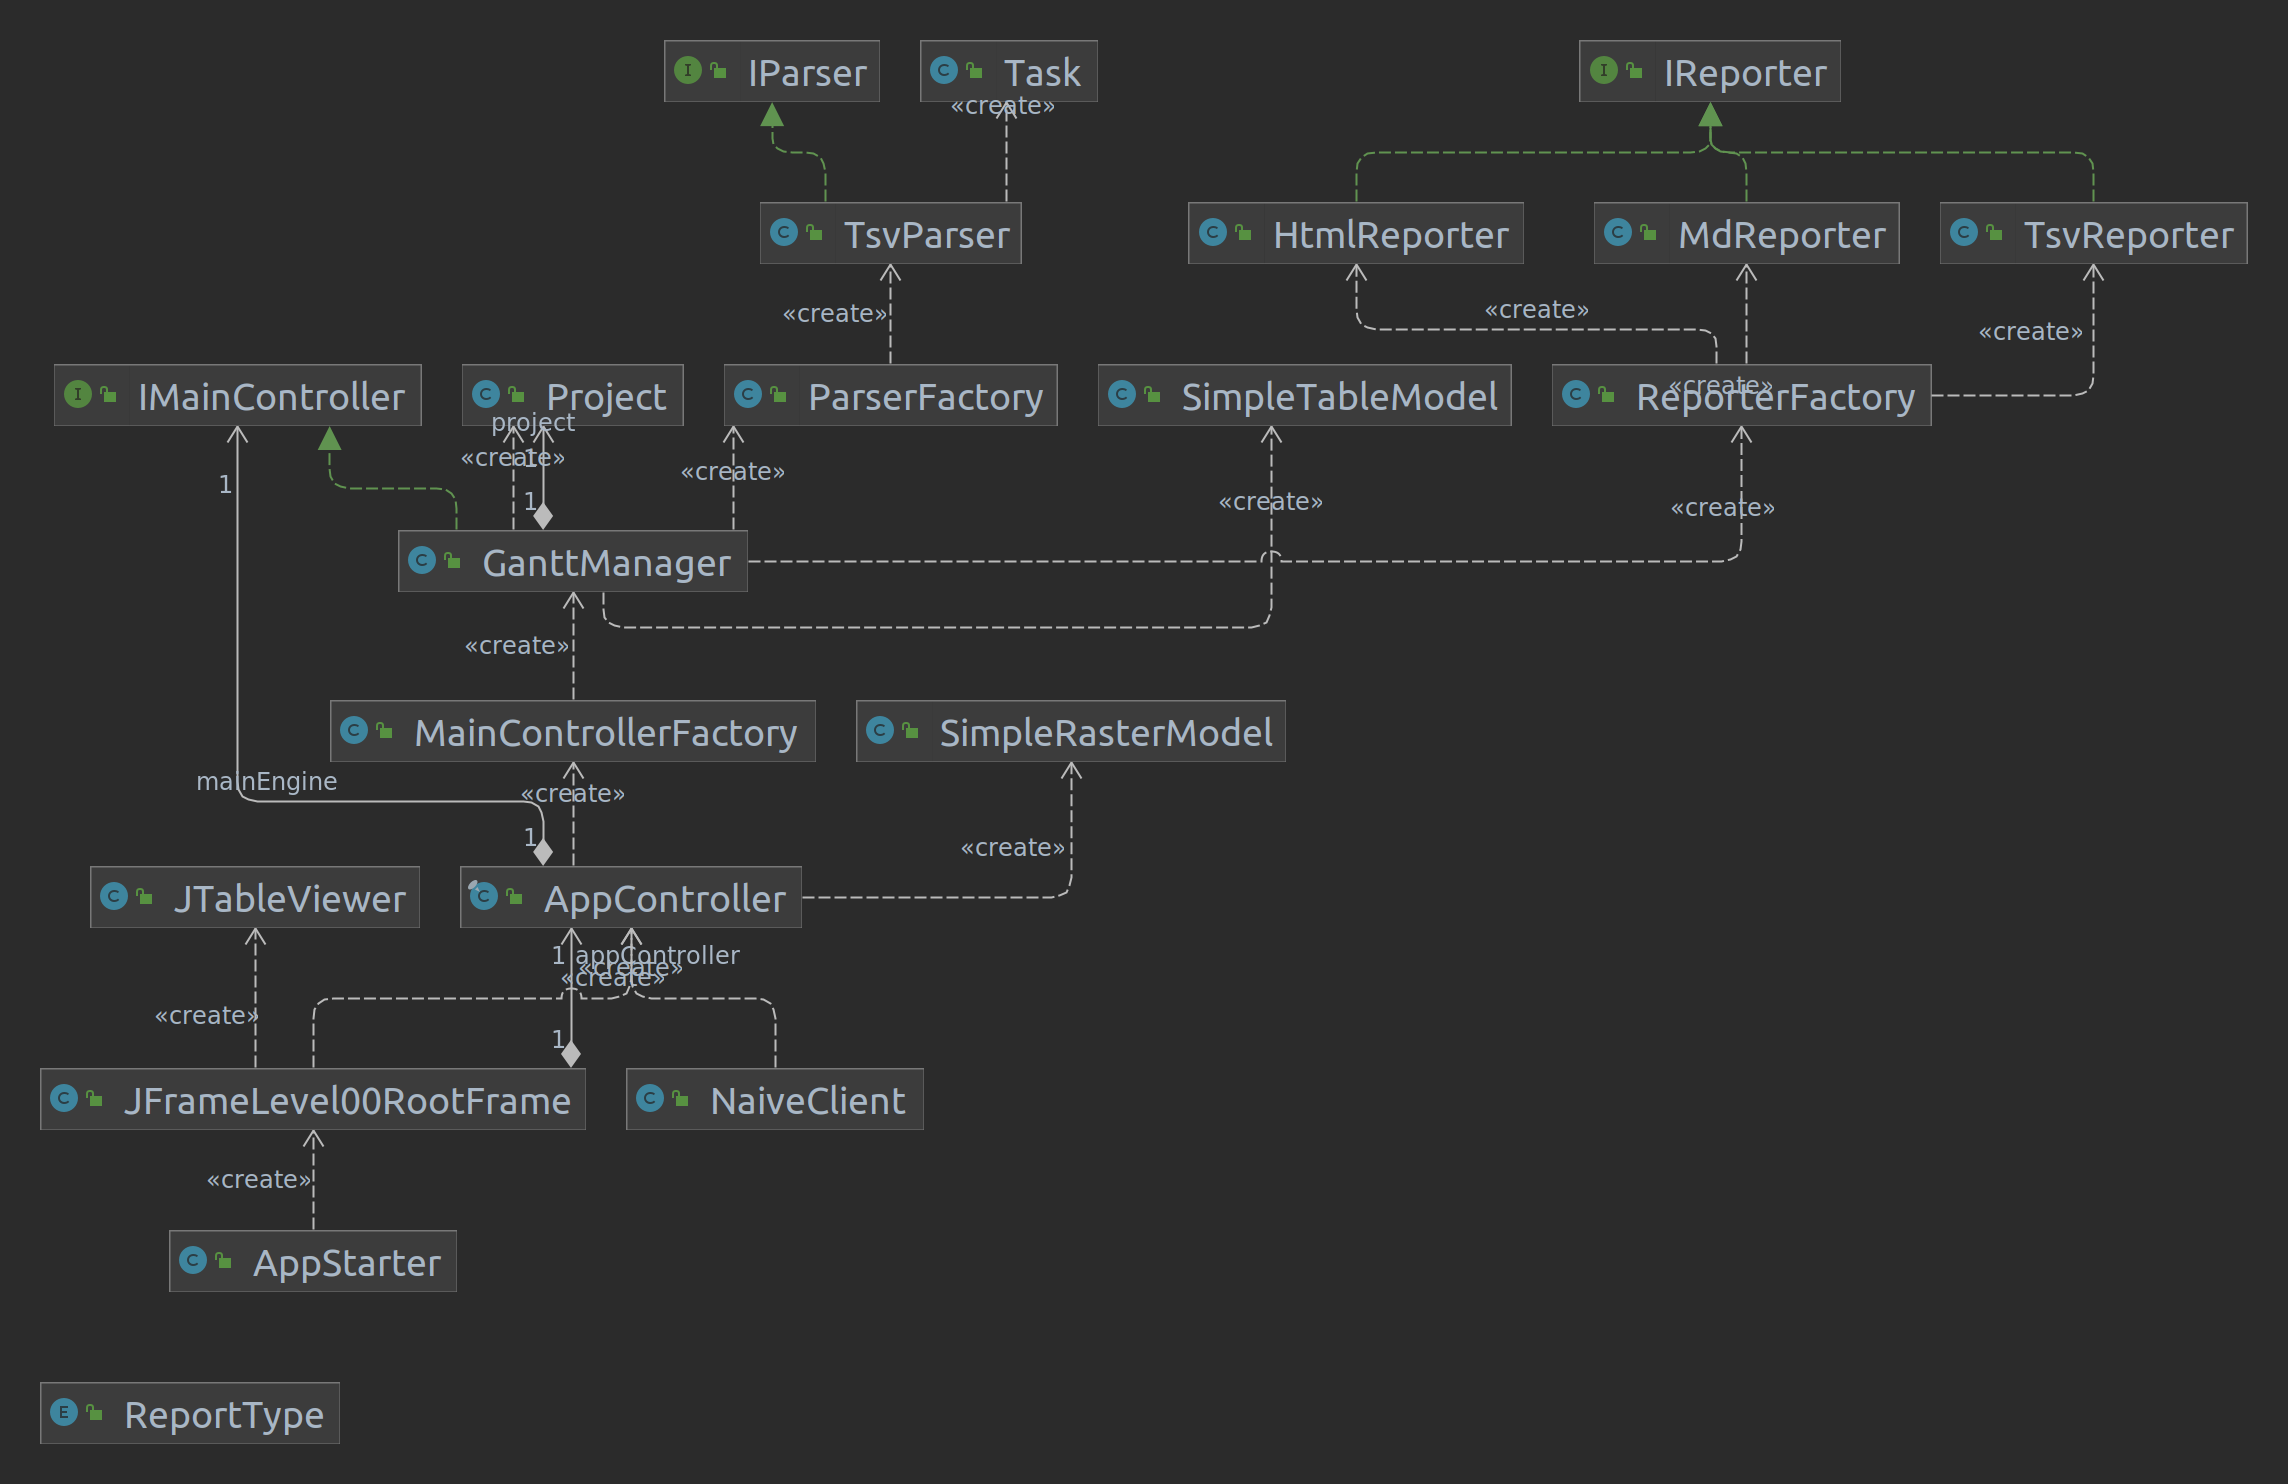 IParser
Task
IReporter
«create»
TsvParser
HtmlReporter
MdReporter
TsvReporter
«create»
«create»
«create»
IMainController
Project
ParserFactory
SimpleTableModel
ReporterFactory
«create»
project
«create»
1
«create»
1
1
«create»
«create»
GanttManager
«create»
MainControllerFactory
SimpleRasterModel
mainEngine
«create»
1
«create»
JTableViewer
AppController
1
appController
«create»
«create»
«create»
1
JFrameLevel00RootFrame
NaiveClient
«create»
AppStarter
ReportType